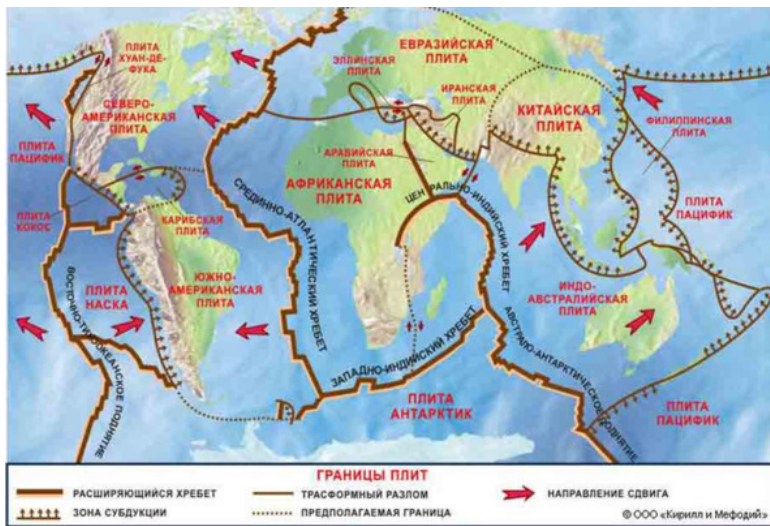 ПЛИТА
ХУАН-ДЕ-
ФУКА
ЕВРАЗИЙСКАЯ
ПЛИТА
ЭЛЛИНСКАЯ
ПЛИТА
ИРАНСКАЯ
ПЛИТА
СЕВЕРО-
АМЕРИКАНСКАЯ
ПЛИТА
КИТАЙСКАЯ
ПЛИТА
ФИЛИППИНСКАЯ
ПЛИТА
ПЛИТА
ПАЦИФИК
АРАВИЙСКАЯ
ПЛИТА
АФРИКАНСКАЯ
ПЛИТА
ПЛИТА
КОКОС
КАРИБСКАЯ
ПЛИТА
СРЕДИННО-АТЛАНТИЧЕСКИЙ ХРЕБЕТ
ЦЕН РАЛЬНО-ИНДИЙСКИЙ ХРЕБЕТ
ПЛИТА
ПАЦИФИК
ПЛИТА
НАСКА
ЮЖНО-
АМЕРИКАНСКАЯ
ПЛИТА
ИНДО-
АВСТРАЛИЙСКАЯ
ПЛИТА
ВОСТОЧНО-ТИХООКЕАНСКОЕ ПОДНЯТИЕ
ЗАПАДНО-ИНДИЙСКИЙ ХРЕБЕТ
АВСТРАЛО-АНТАРКТИЧЕСКОЕ ПОДНЯТИЕ
ПЛИТА
АНТАРКТИК
ПЛИТА
ПАЦИФИК
ГРАНИЦЫ ПЛИТ
РАСШИРЯЮЩИЙСЯ ХРЕБЕТ
ТРАСФОРМНЫЙ РАЗЛОМ
НАПРАВЛЕНИЕ СДВИГА
ЗОНА СУБДУКЦИИ
ПРЕДПОЛАГАЕМАЯ ГРАНИЦА
© ООО «Кирилл и Мефодий»